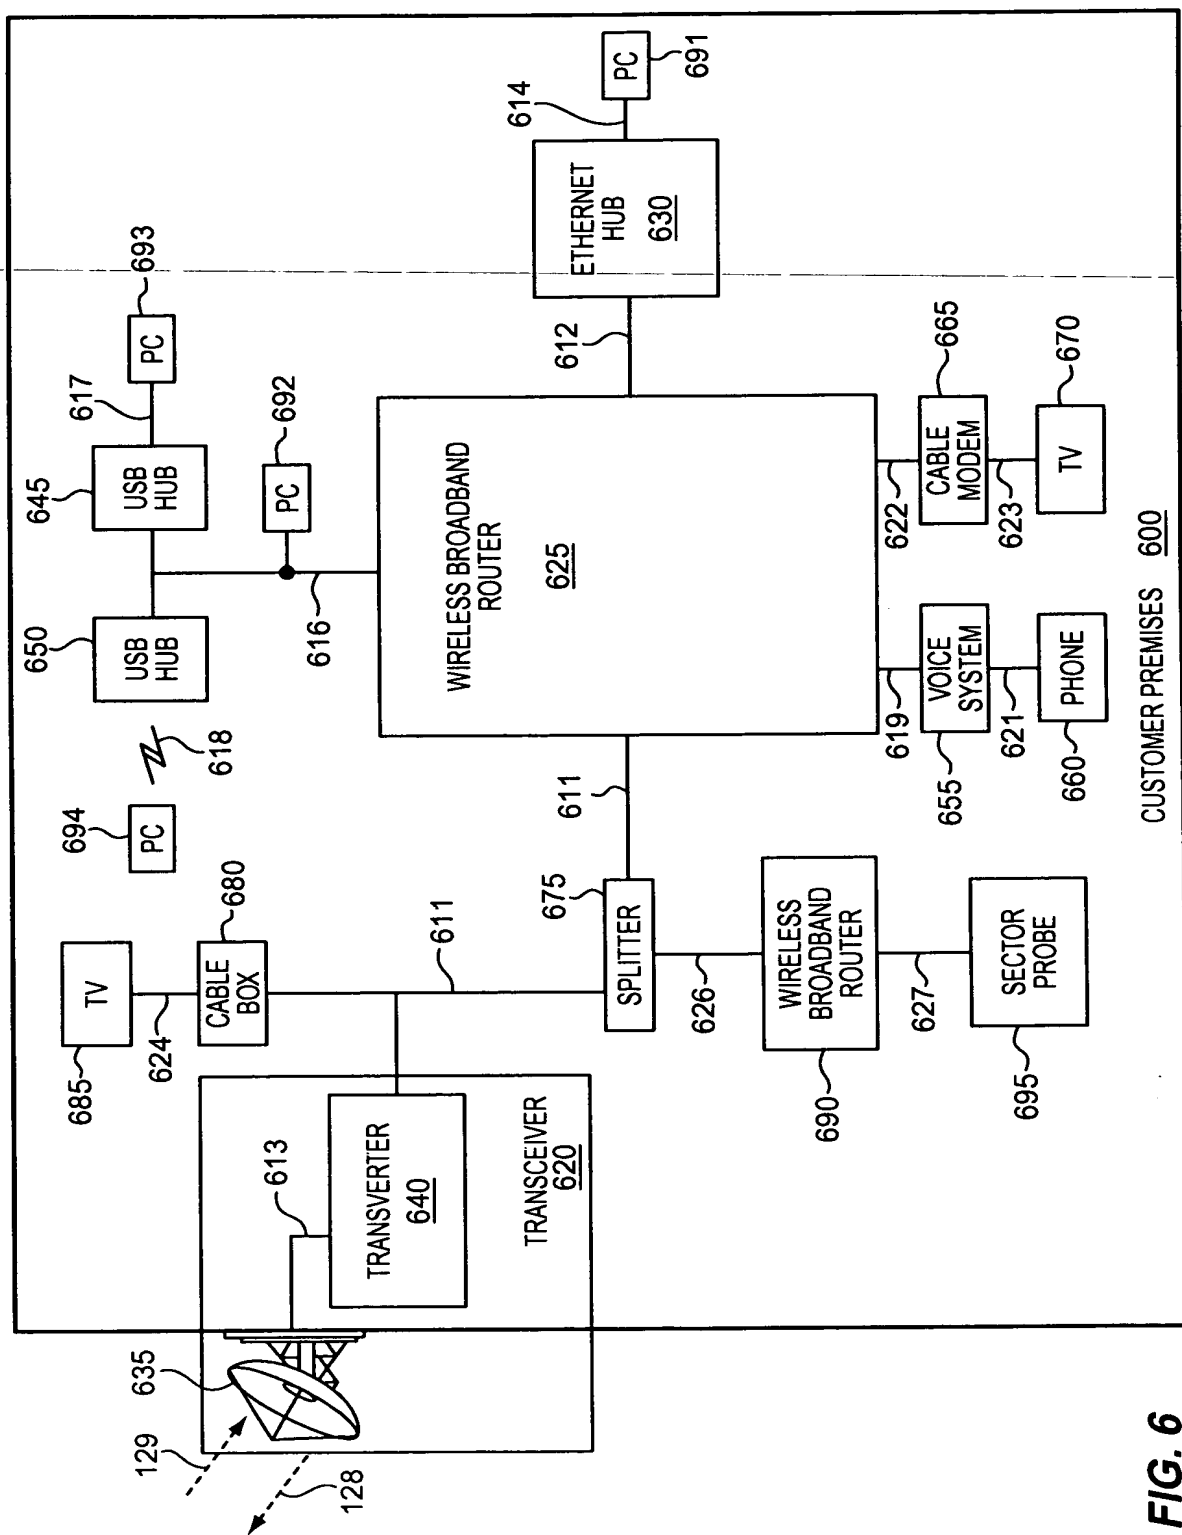 129
128
635
TRANSCEIVER
620
613
TRANSVERTER
640
685
TV
624
CABLE
BOX
680
611
694
PC
618
650
USB
HUB
645
USB
HUB
617
PC
693
PC
692
616
WIRELESS BROADBAND
ROUTER
625
611
675
SPLITTER
626
690
WIRELESS
BROADBAND
ROUTER
627
695
SECTOR
PROBE
612
ETHERNET
HUB
630
614
PC
691
619
655
VOICE
SYSTEM
621
660
PHONE
622
CABLE
MODEM
665
623
TV
670
CUSTOMER PREMISES 600
FIG. 6